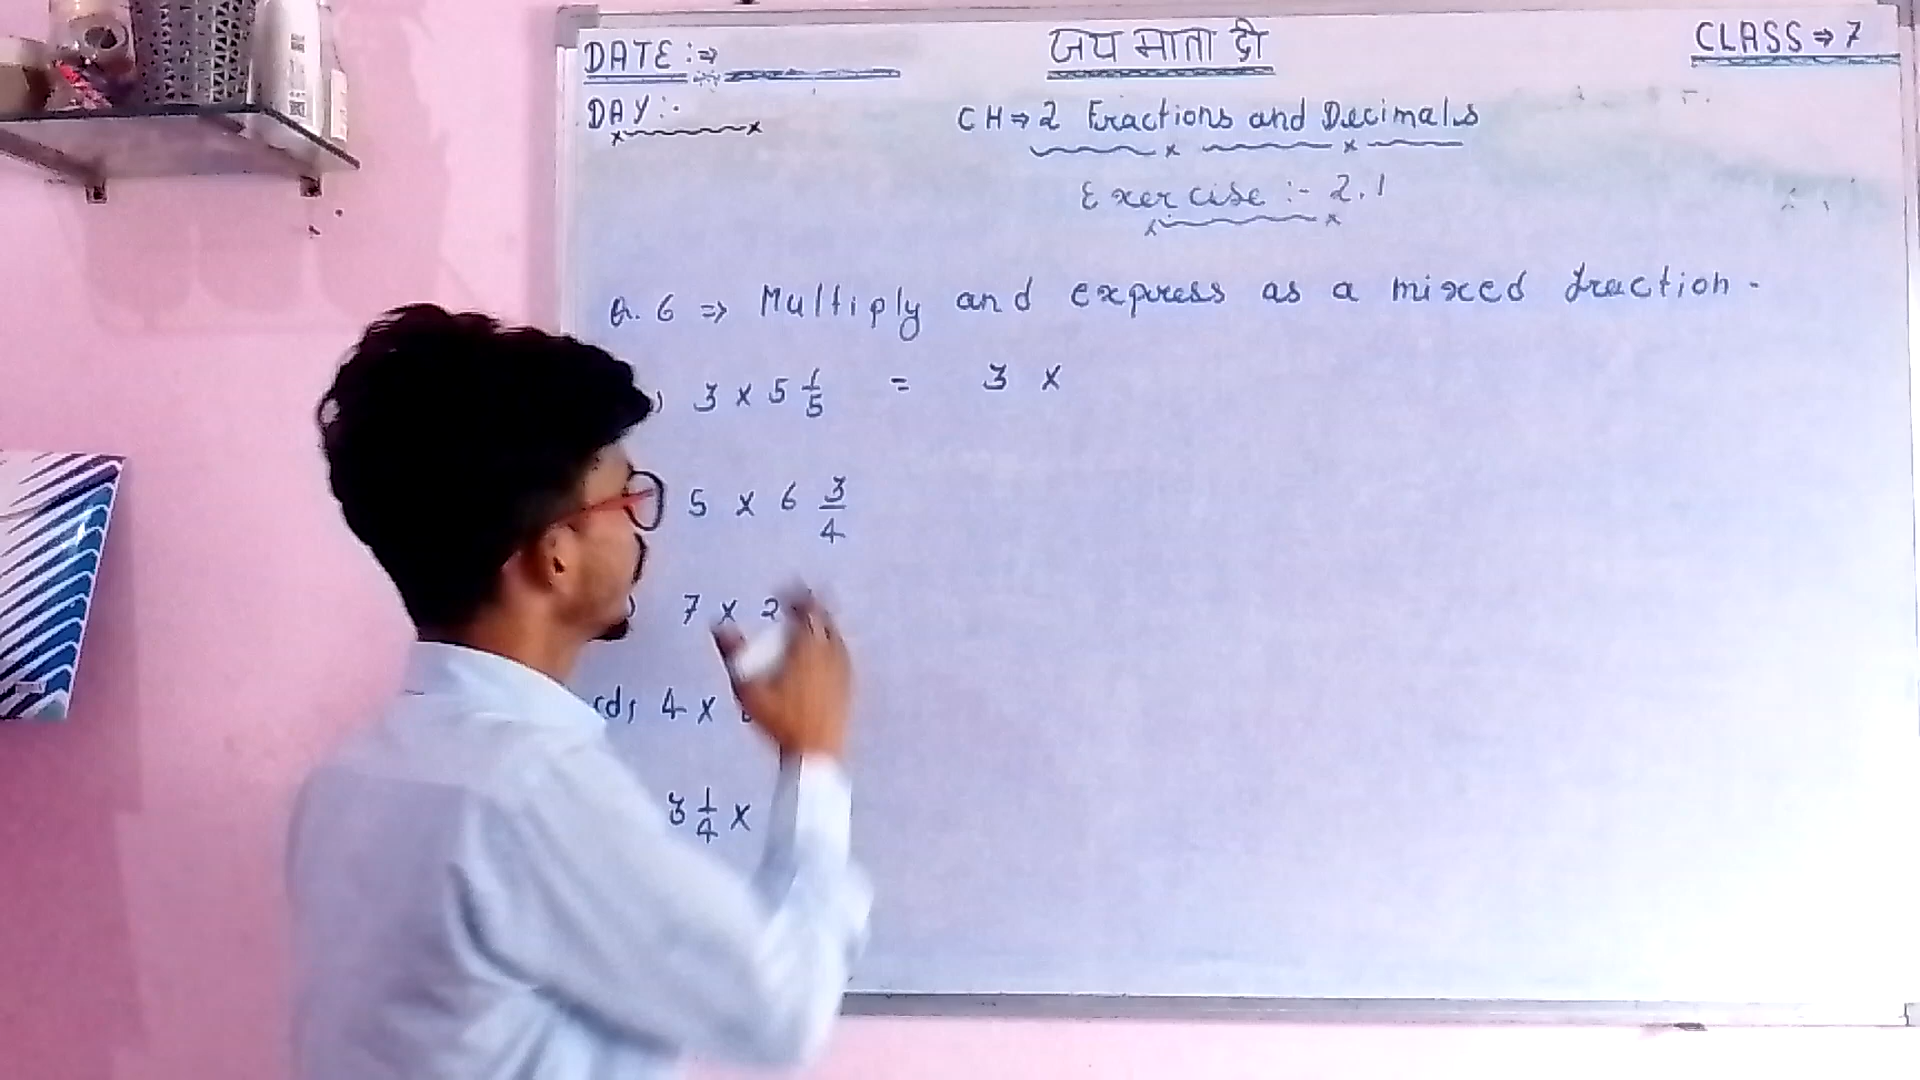 DATE :⇒
जय माता दी
CLASS ⇒ 7
DAY :-
CH ⇒ 2 Fractions and Decimals
Exercise :- 2.1
Q. 6 ⇒ Multiply and express as a mixed fraction.
) 3 x 5 1/5 = 3 x
5 x 6 3/4
) 7 x 2
(d) 4 x
3 1/4 x